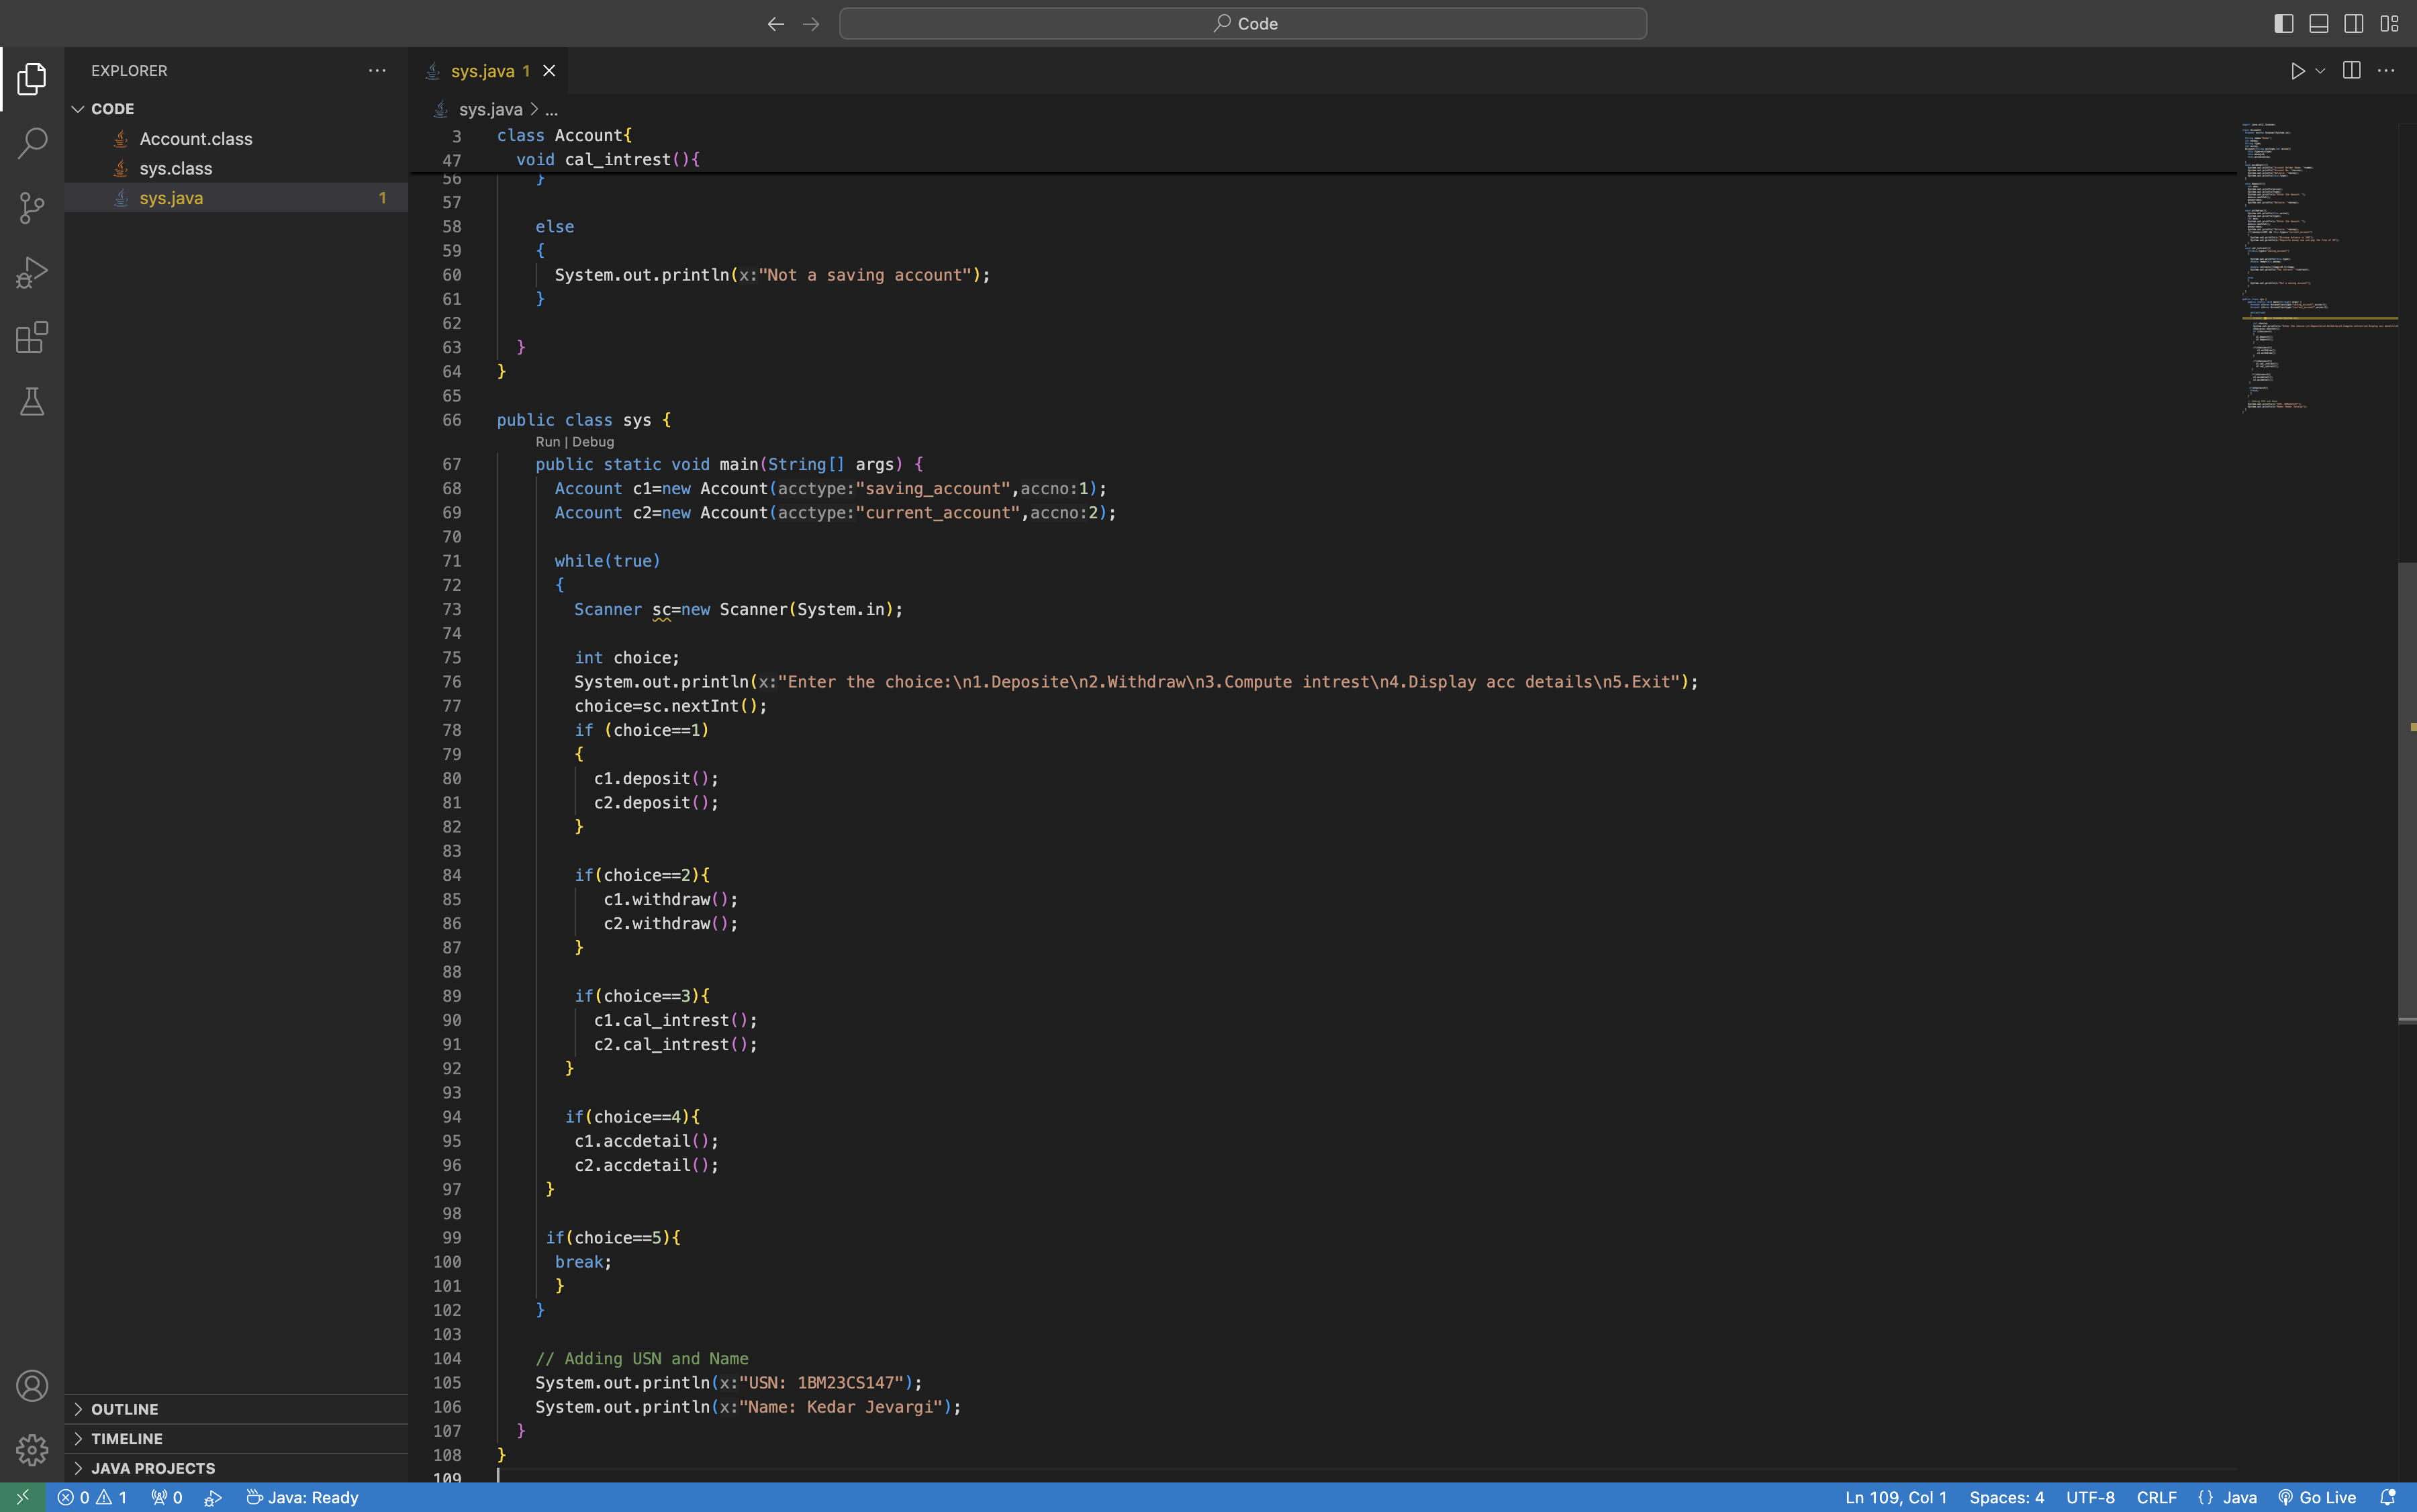 Code
EXPLORER
CODE
Account.class
sys.class
sys.java 1
sys.java 1
sys.java > ...
3 class Account{
47 void cal_intrest(){
56 }
57
58 else
59 {
60 System.out.println(x:"Not a saving account");
61 }
62
63 }
64 }
65
66 public class sys {
Run | Debug
67 public static void main(String[] args) {
68 Account c1=new Account(acctype:"saving_account",accno:1);
69 Account c2=new Account(acctype:"current_account",accno:2);
70
71 while(true)
72 {
73 Scanner sc=new Scanner(System.in);
74
75 int choice;
76 System.out.println(x:"Enter the choice:\n1.Deposite\n2.Withdraw\n3.Compute intrest\n4.Display acc details\n5.Exit");
77 choice=sc.nextInt();
78 if (choice==1)
79 {
80 c1.deposit();
81 c2.deposit();
82 }
83
84 if(choice==2){
85 c1.withdraw();
86 c2.withdraw();
87 }
88
89 if(choice==3){
90 c1.cal_intrest();
91 c2.cal_intrest();
92 }
93
94 if(choice==4){
95 c1.accdetail();
96 c2.accdetail();
97 }
98
99 if(choice==5){
100 break;
101 }
102 }
103
104 // Adding USN and Name
105 System.out.println(x:"USN: 1BM23CS147");
106 System.out.println(x:"Name: Kedar Jevargi");
107 }
108 }
109
OUTLINE
TIMELINE
JAVA PROJECTS
0 1 0 Java: Ready
Ln 109, Col 1 Spaces: 4 UTF-8 CRLF {} Java Go Live